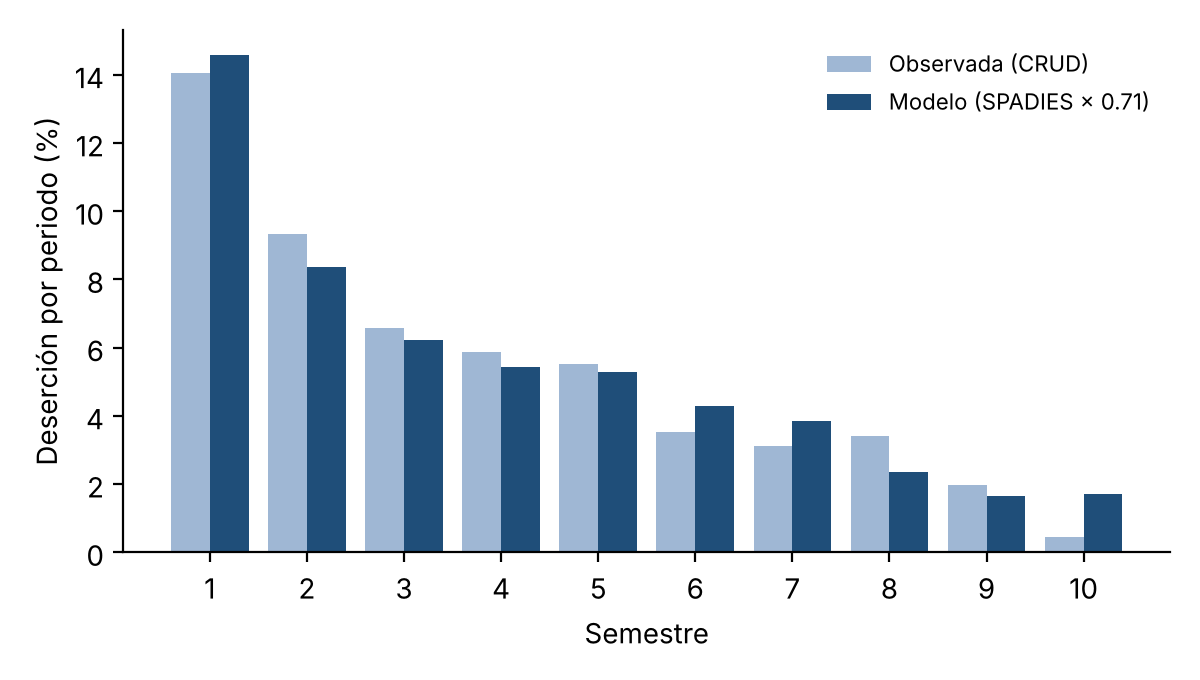 Observada (CRUD)
Modelo (SPADIES × 0.71)
Deserción por periodo (%)
14
12
10
8
6
4
2
0
1 2 3 4 5 6 7 8 9 10
Semestre